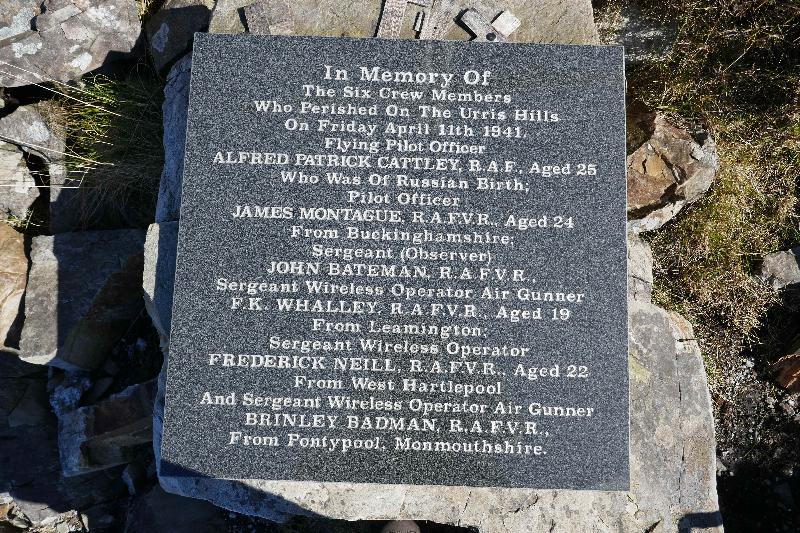 In Memory Of
The Six Crew Members
Who Perished On The Urris Hills
On Friday April 11th 1941.
Flying Pilot Officer
ALFRED PATRICK CATTLEY, R.A.F., Aged 25
Who Was Of Russian Birth;
Pilot Officer
JAMES MONTAGUE, R.A.F.V.R., Aged 24
From Buckinghamshire;
Sergeant (Observer)
JOHN BATEMAN, R.A.F.V.R.,
Sergeant Wireless Operator Air Gunner
F.K. WHALLEY, R.A.F.V.R., Aged 19
From Leamington;
Sergeant Wireless Operator
FREDERICK NEILL, R.A.F.V.R., Aged 22
From West Hartlepool
And Sergeant Wireless Operator Air Gunner
BRINLEY BADMAN, R.A.F.V.R.,
From Pontypool, Monmouthshire.